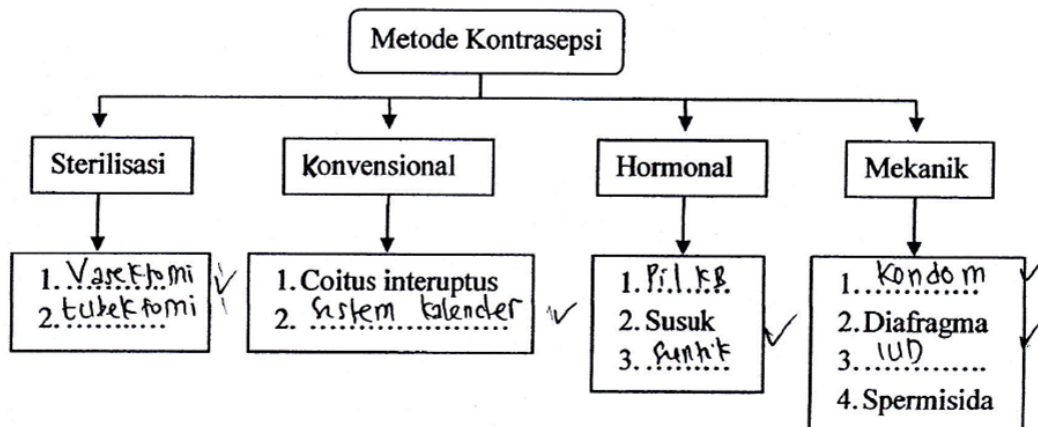 Metode Kontrasepsi
Sterilisasi
Konvensional
Hormonal
Mekanik
1. Vasektomi
2. tubektomi
1. Coitus interuptus
2. sistem kalender
1. Pil KB
2. Susuk
3. Suntik
1. Kondom
2. Diafragma
3. IUD
4. Spermisida